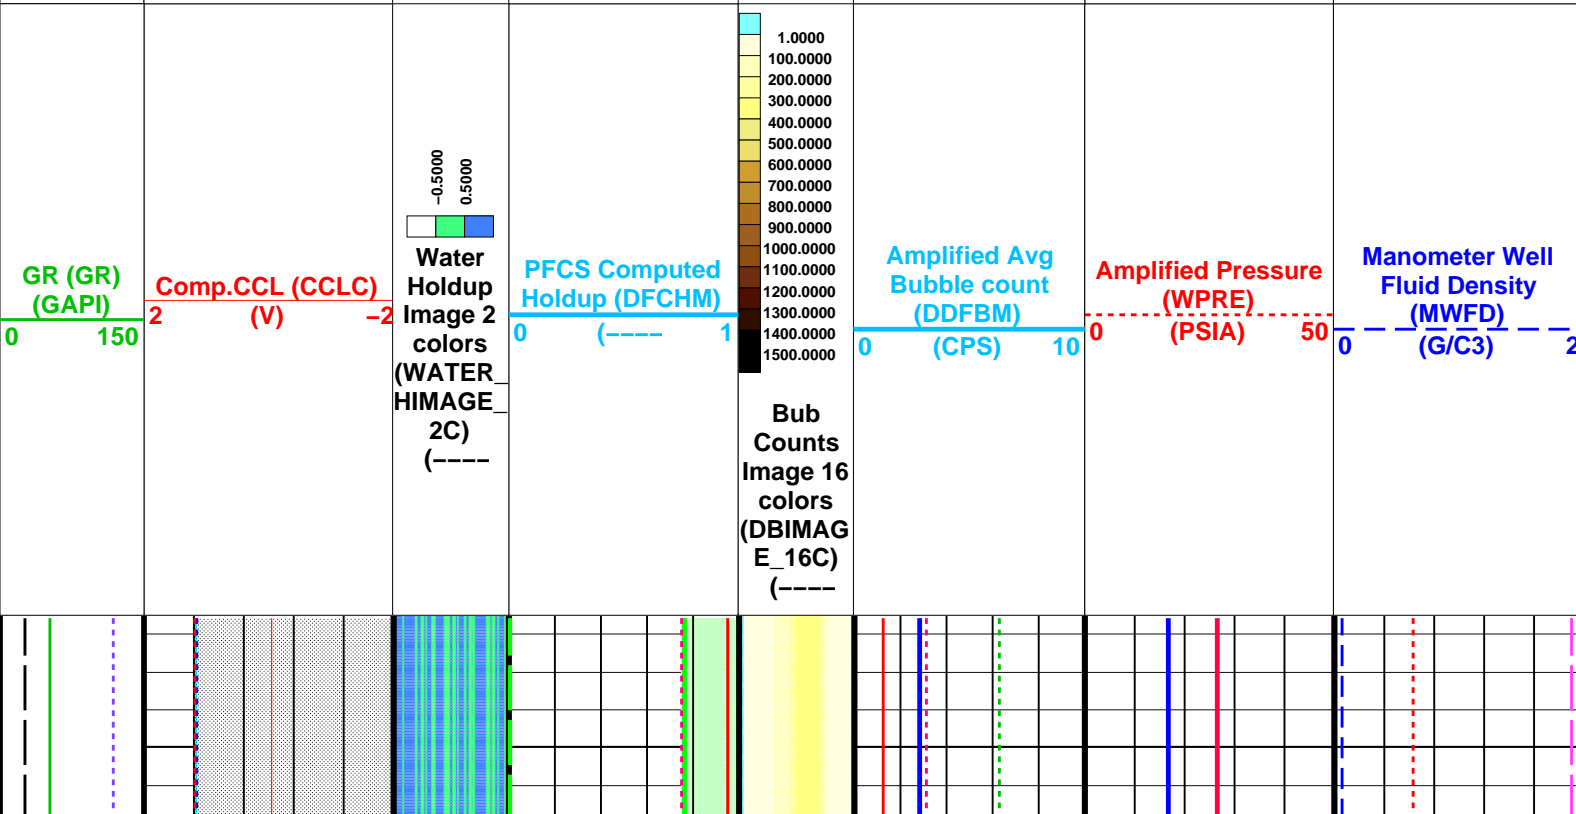 GR (GR)
(GAPI)
0 150
Comp.CCL (CCLC)
2 (V) −2
−0.5000
0.5000
Water
Holdup
Image 2
colors
(WATER_
HIMAGE_
2C)
(−−−−
PFCS Computed
Holdup (DFCHM)
0 (−−−− 1
1.0000
100.0000
200.0000
300.0000
400.0000
500.0000
600.0000
700.0000
800.0000
900.0000
1000.0000
1100.0000
1200.0000
1300.0000
1400.0000
1500.0000
Bub
Counts
Image 16
colors
(DBIMAG
E_16C)
(−−−−
Amplified Avg
Bubble count
(DDFBM)
0 (CPS) 10
Amplified Pressure
(WPRE)
0 (PSIA) 50
Manometer Well
Fluid Density
(MWFD)
0 (G/C3) 2